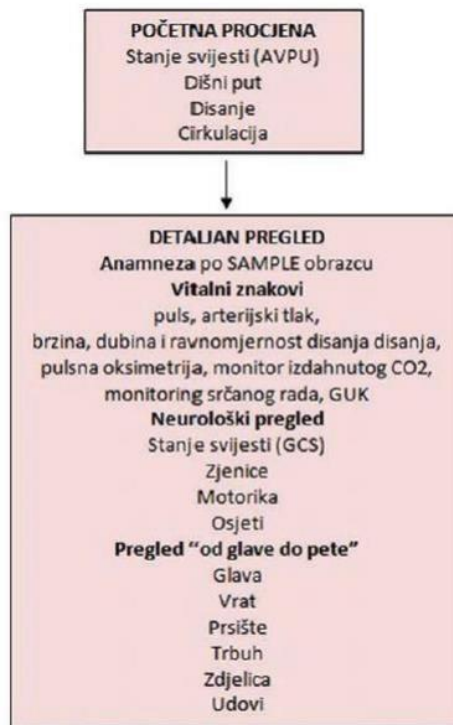 POČETNA PROCJENA
Stanje svijesti (AVPU)
Dišni put
Disanje
Cirkulacija
DETALJAN PREGLED
Anamneza po SAMPLE obrazcu
Vitalni znakovi
puls, arterijski tlak,
brzina, dubina i ravnomjernost disanja disanja,
pulsna oksimetrija, monitor izdahnutog CO2,
monitoring srčanog rada, GUK
Neurološki pregled
Stanje svijesti (GCS)
Zjenice
Motorika
Osjeti
Pregled “od glave do pete”
Glava
Vrat
Prsište
Trbuh
Zdjelica
Udovi